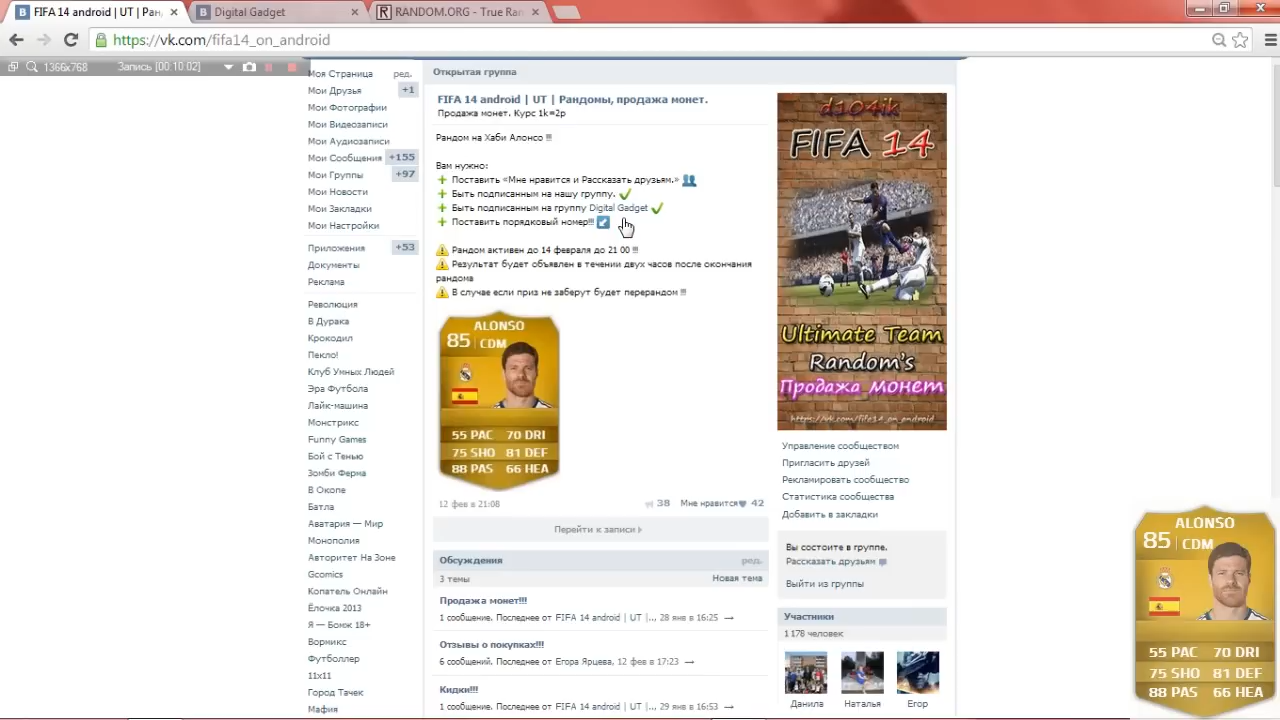 FIFA 14 android | UT | Ран,
Digital Gadget
RANDOM.ORG - True Ran
https://vk.com/fifa14_on_android
1366x768
Запись [00:10:02]
Моя Страница ред.
Мои Друзья +1
Мои Фотографии
Мои Видеозаписи
Мои Аудиозаписи
Мои Сообщения +155
Мои Группы +97
Мои Новости
Мои Закладки
Мои Настройки
Приложения +53
Документы
Реклама
Революция
В Дурака
Крокодил
Пекло!
Клуб Умных Людей
Эра Футбола
Лайк-машина
Монстрикс
Funny Games
Бой с Тенью
Зомби Ферма
В Окопе
Батла
Аватария — Мир
Монополия
Авторитет На Зоне
Gcomics
Копатель Онлайн
Ёлочка 2013
Я — Бомж 18+
Вормикс
Футболлер
11x11
Город Тачек
Мафия
Открытая группа
FIFA 14 android | UT | Рандомы, продажа монет.
Продажа монет. Курс 1k=2р
Рандом на Хаби Алонсо !!!
Вам нужно:
Поставить «Мне нравится и Рассказать друзьям.»
Быть подписанным на нашу группу.
Быть подписанным на группу Digital Gadget
Поставить порядковый номер!!!
Рандом активен до 14 февраля до 21 00 !!!
Результат будет объявлен в течении двух часов после окончания
рандома
В случае если приз не заберут будет перерандом !!!
ALONSO
85 CDM
55 PAC 70 DRI
75 SHO 81 DEF
88 PAS 66 HEA
12 фев в 21:08
38 Мне нравится 42
Перейти к записи
Обсуждения ред.
3 темы Новая тема
Продажа монет!!!
1 сообщение. Последнее от FIFA 14 android | UT |... 28 янв в 16:25 →
Отзывы о покупках!!!
6 сообщений. Последнее от Егора Ярцева, 12 фев в 17:23 →
Кидки!!!
1 сообщение. Последнее от FIFA 14 android | UT |... 29 янв в 16:53 →
d104ik
FIFA 14
Ultimate Team
Random's
Продажа монет
https://vk.com/fifa14_on_android
Управление сообществом
Пригласить друзей
Рекламировать сообщество
Статистика сообщества
Добавить в закладки
Вы состоите в группе.
Рассказать друзьям
Выйти из группы
Участники
1 178 человек
Данила Наталья Егор
ALONSO
85 CDM
55 PAC 70 DRI
75 SHO 81 DEF
88 PAS 66 HEA